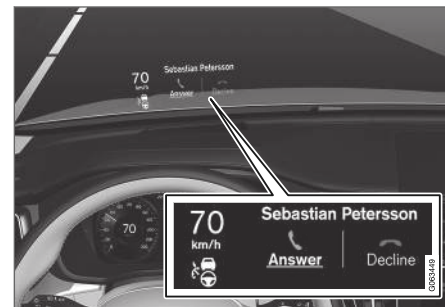 Sebastian Petersson
70
km/h
Answer
Decline
70
70
km/h
Sebastian Petersson
Answer
Decline
G063449